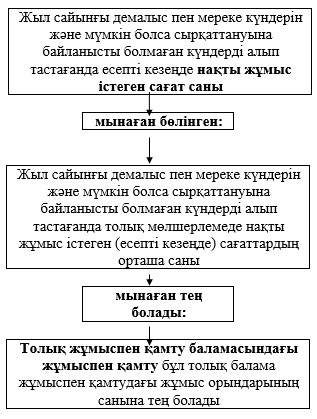 Жыл сайынғы демалыс пен мереке күндерін
және мүмкін болса сырқаттануына
байланысты болмаған күндерді алып
тастағанда есепті кезеңде нақты жұмыс
істеген сағат саны
мынаған бөлінген:
Жыл сайынғы демалыс пен мереке күндерін
және мүмкін болса сырқаттануына
байланысты болмаған күндерді алып
тастағанда толық мөлшерлемеде нақты
жұмыс істеген (есепті кезеңде) сағаттардың
орташа саны
мынаған тең
болады:
Толық жұмыспен қамту баламасындағы
жұмыспен қамту бұл толық балама
жұмыспен қамтудағы жұмыс орындарының
санына тең болады